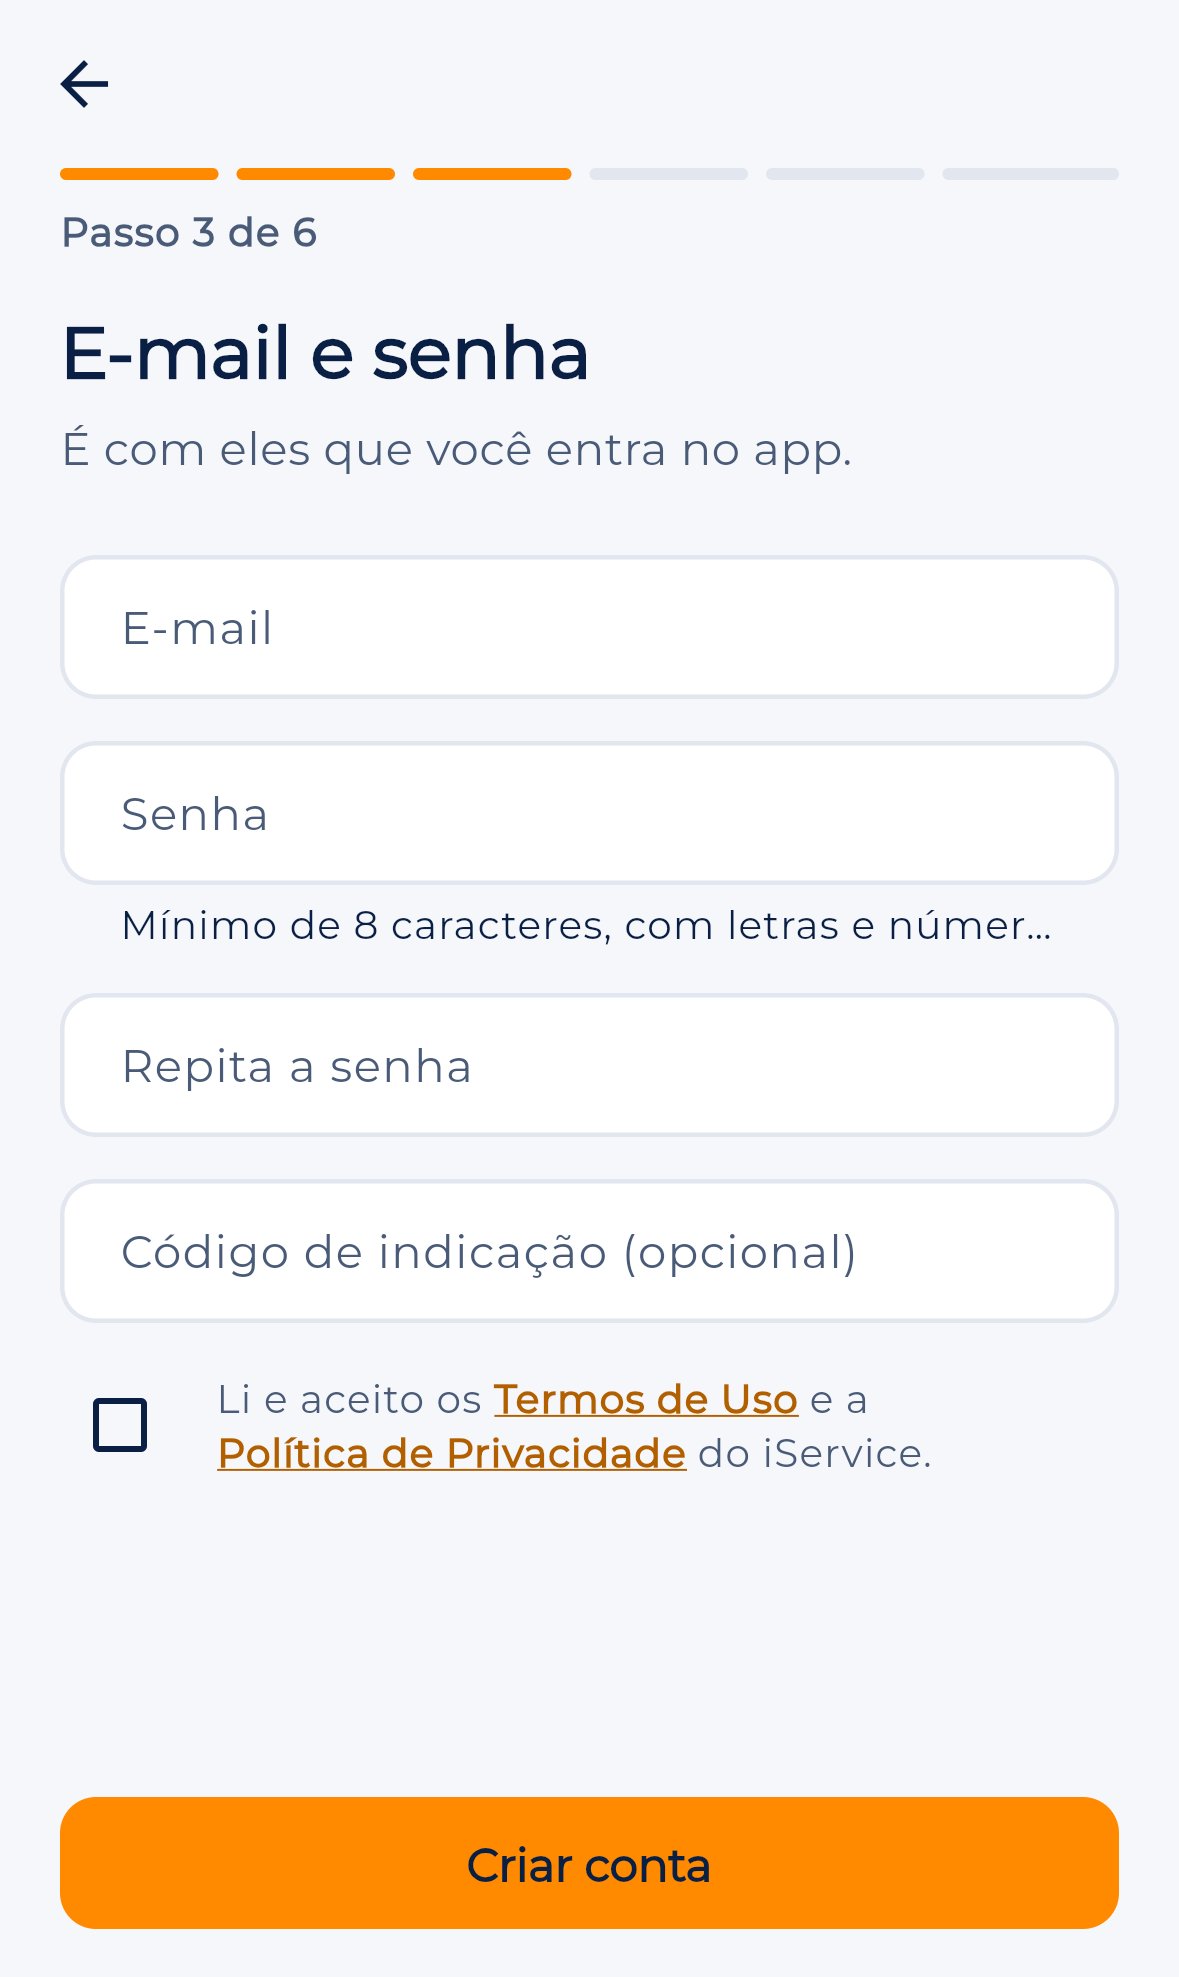 Passo 3 de 6
E-mail e senha
É com eles que você entra no app.
E-mail
Senha
Mínimo de 8 caracteres, com letras e númer...
Repita a senha
Código de indicação (opcional)
Li e aceito os Termos de Uso e a
Política de Privacidade do iService.
Criar conta